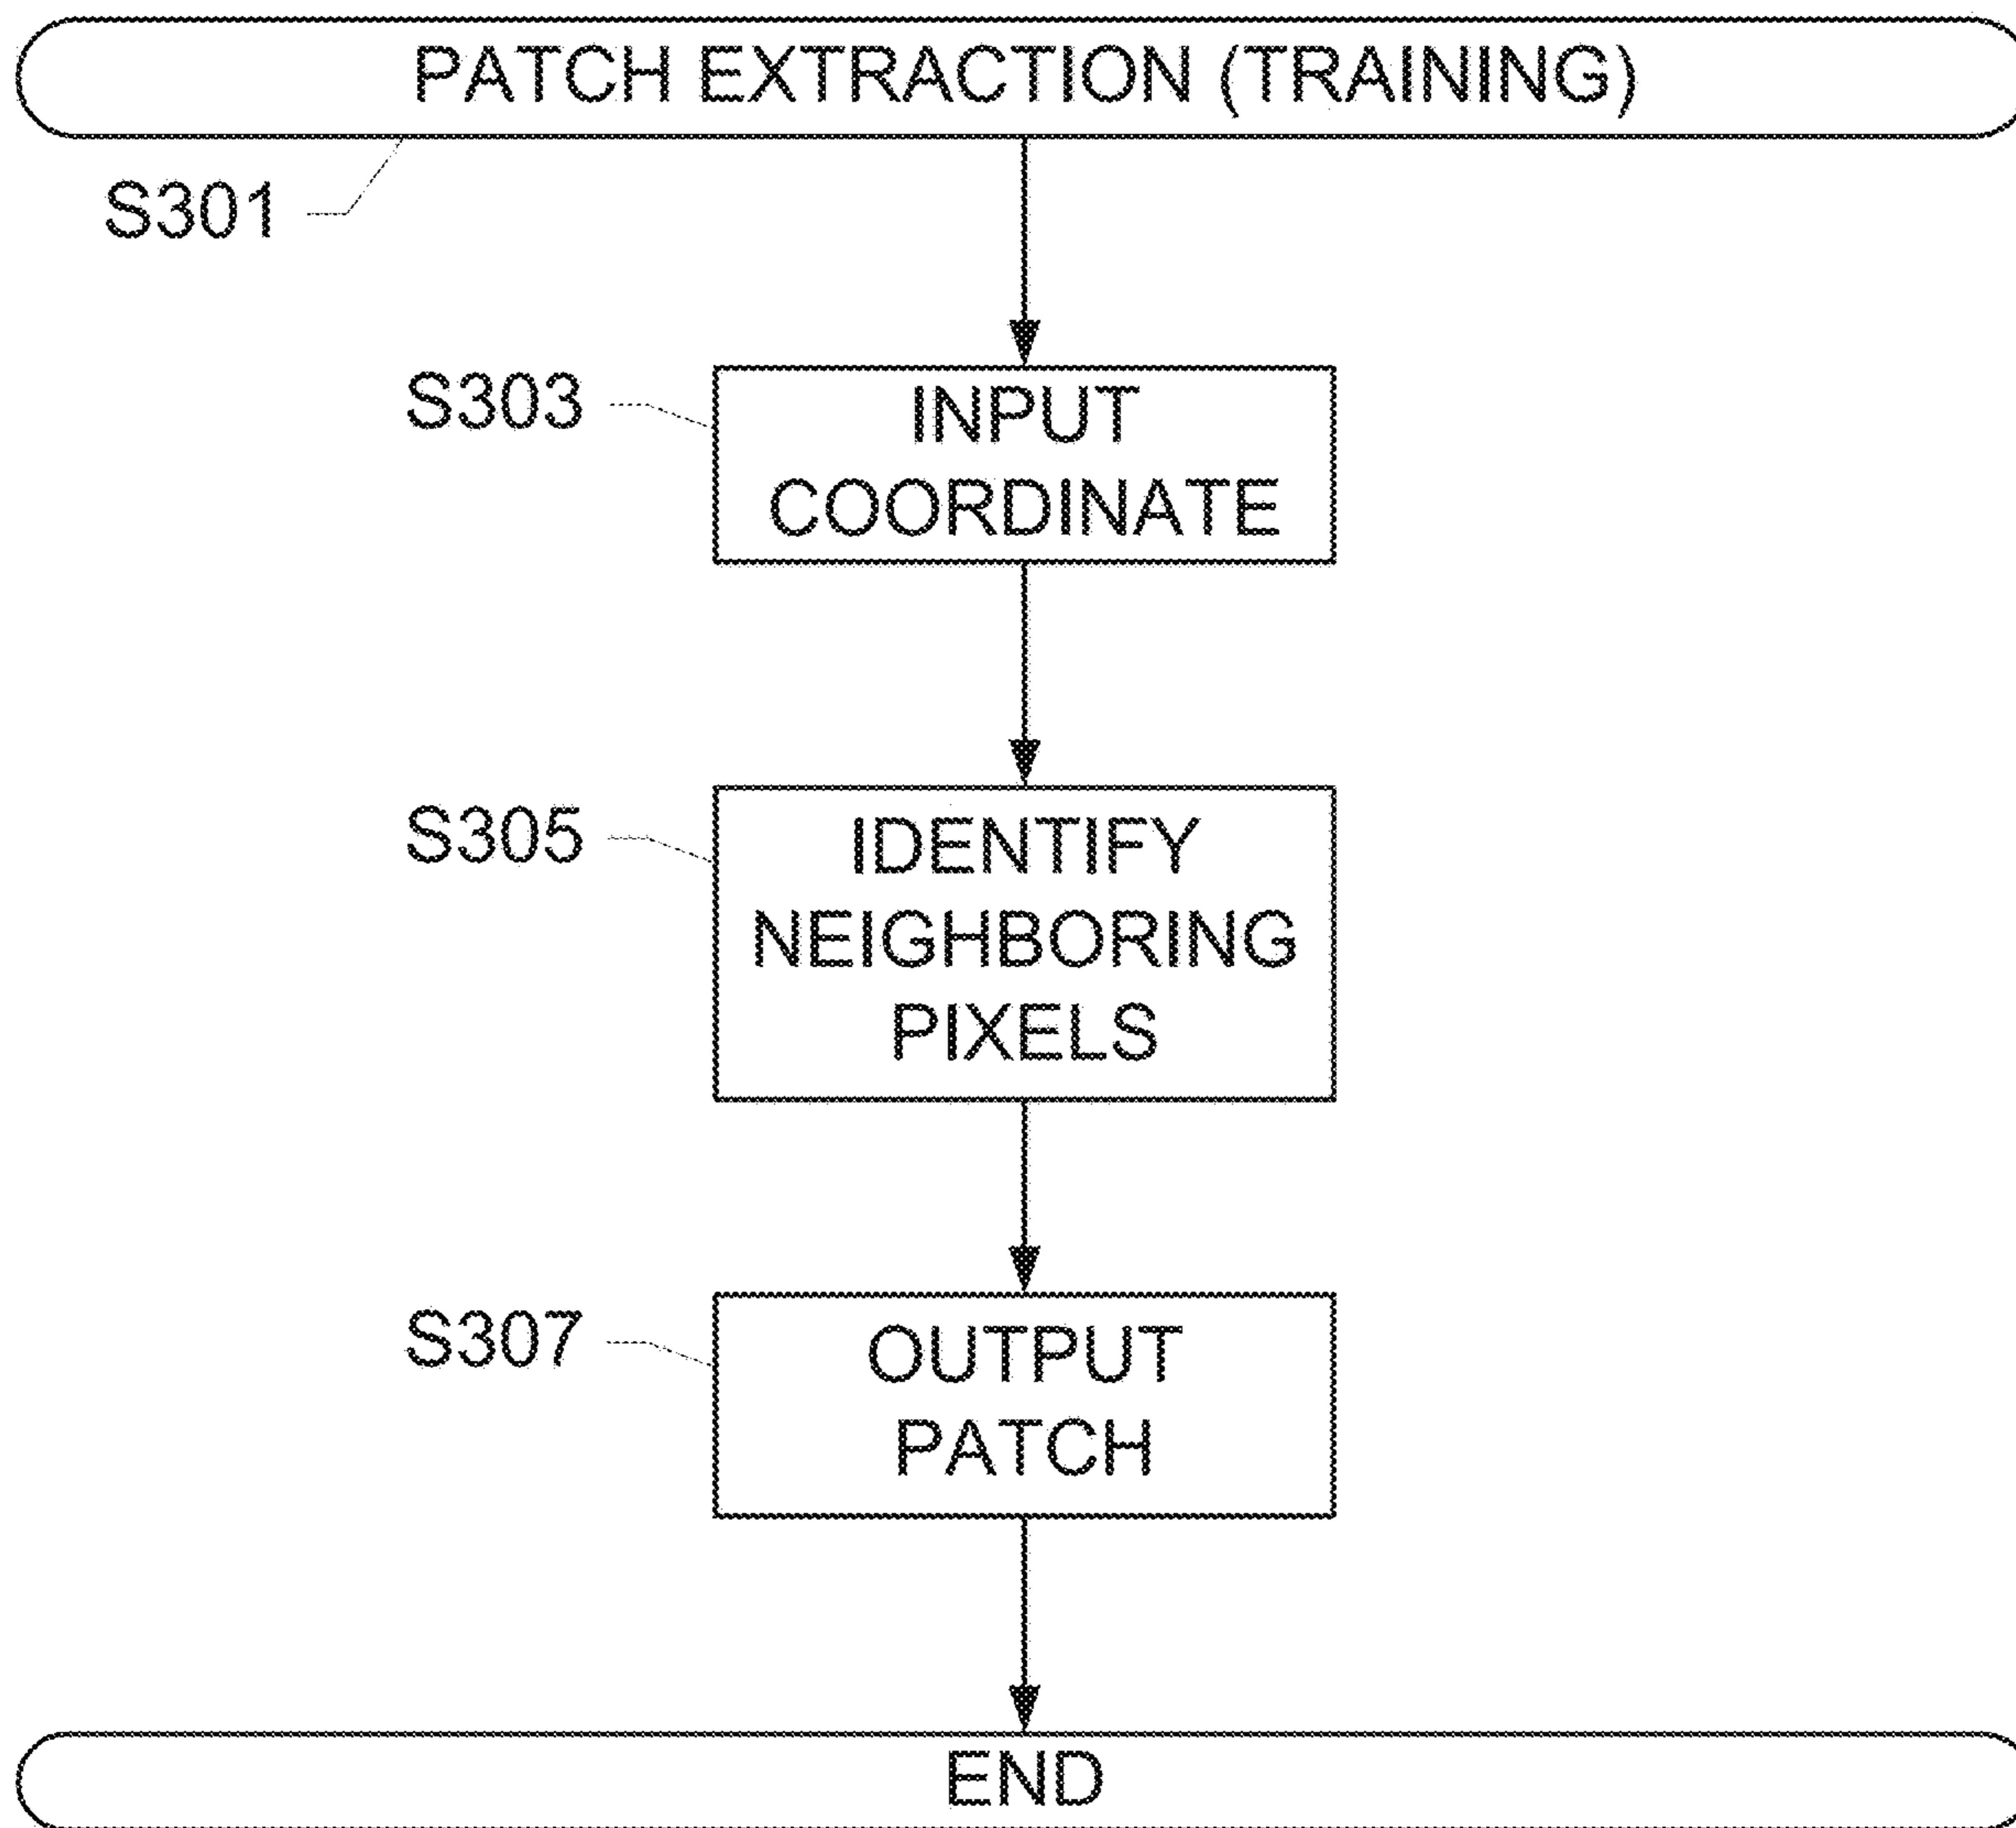 PATCH EXTRACTION (TRAINING)
S301
S303
INPUT
COORDINATE
S305
IDENTIFY
NEIGHBORING
PIXELS
S307
OUTPUT
PATCH
END